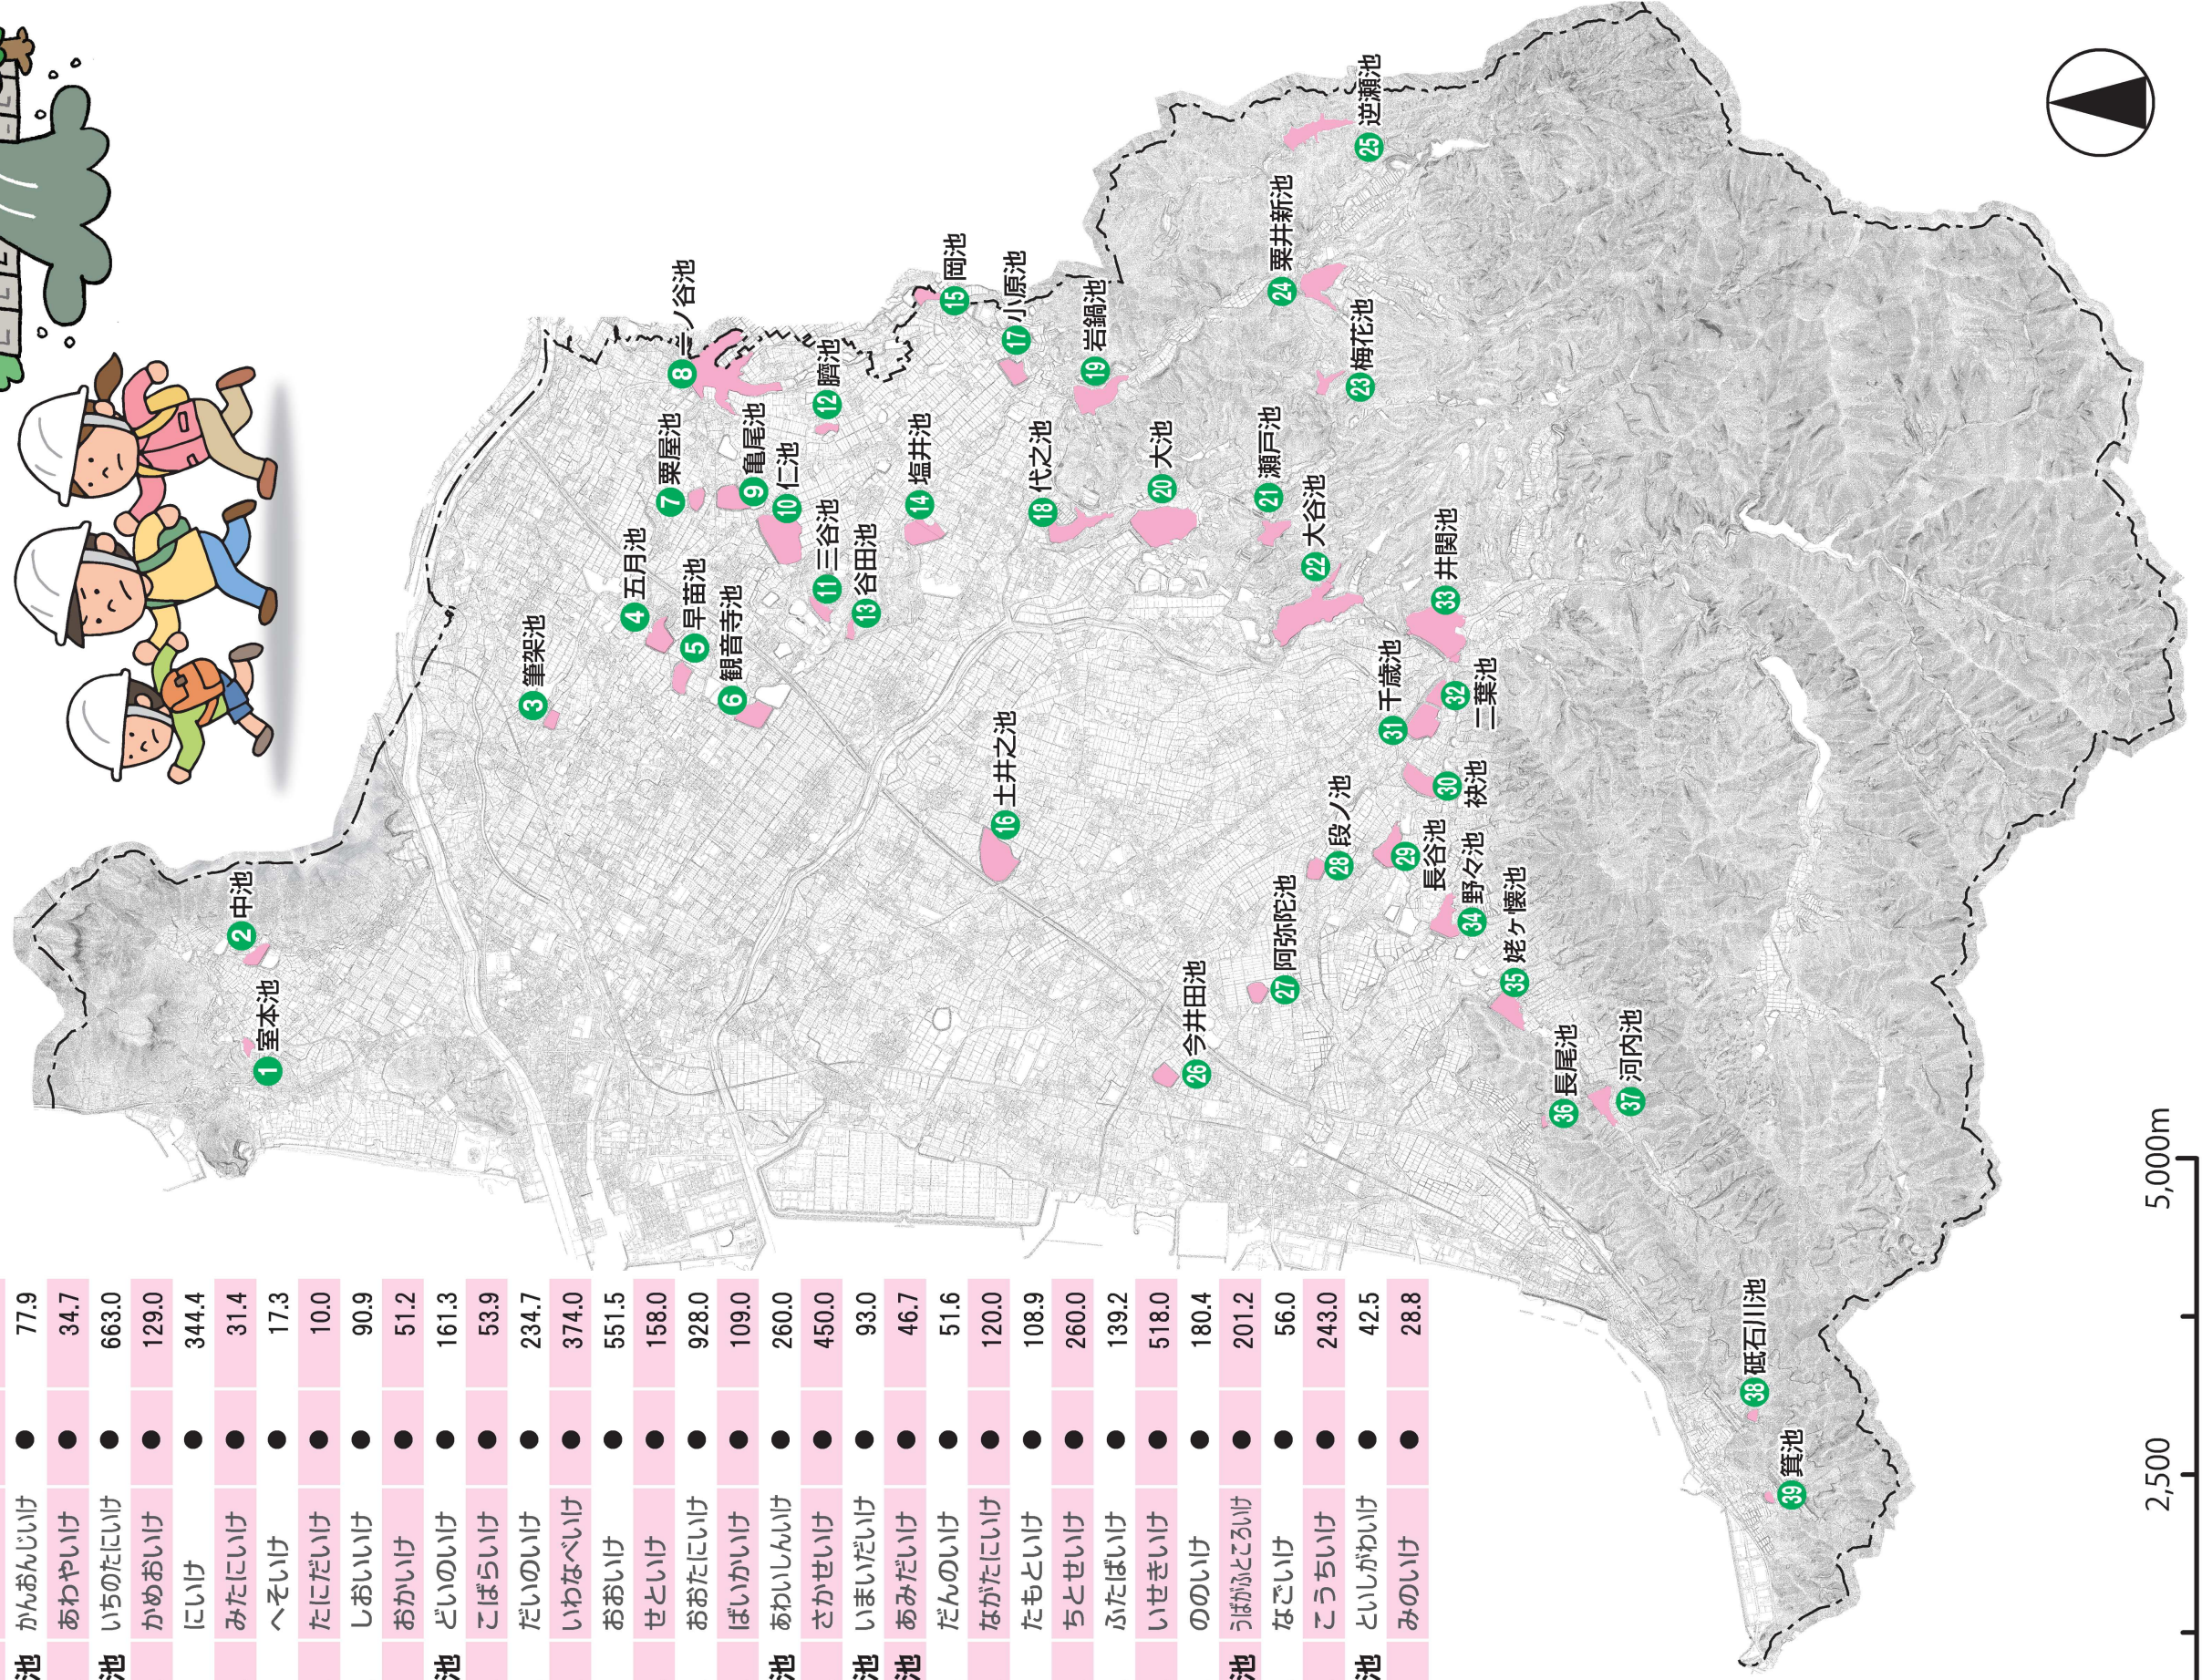 池 かんおんじいけ ● 77.9
あわやいけ ● 34.7
池 いちのたにいけ ● 663.0
かめおいけ ● 129.0
にいけ ● 344.4
みたにいけ ● 31.4
へそいけ ● 17.3
たにだいけ ● 10.0
しおいいけ ● 90.9
おかいけ ● 51.2
池 どいのいけ ● 161.3
こばらいけ ● 53.9
だいのいけ ● 234.7
いわなべいけ ● 374.0
おおいけ ● 551.5
せといけ ● 158.0
おおたにいけ ● 928.0
ばいかいけ ● 109.0
池 あわいしんいけ ● 260.0
さかせいけ ● 450.0
池 いまいだいけ ● 93.0
池 あみだいけ ● 46.7
だんのいけ ● 51.6
ながたにいけ ● 120.0
たもといけ ● 108.9
ちとせいけ ● 260.0
ふたばいけ ● 139.2
いせきいけ ● 518.0
ののいけ ● 180.4
池 うばがふところいけ ● 201.2
なごいけ ● 56.0
こうちいけ ● 243.0
池 といしがわいけ ● 42.5
みのいけ ● 28.8
1 室本池
2 中池
3 筆架池
4 五月池
5 早苗池
6 観音寺池
7 粟屋池
8 一ノ谷池
9 亀尾池
10 仁池
11 三谷池
12 臍池
13 谷田池
14 塩井池
15 岡池
16 土井之池
17 小原池
18 代之池
19 岩鍋池
20 大池
21 瀬戸池
22 大谷池
23 梅花池
24 粟井新池
25 逆瀬池
26 今井田池
27 阿弥陀池
28 段ノ池
29 長谷池
30 袂池
31 千歳池
32 二葉池
33 井関池
34 野々池
35 姥ヶ懐池
36 長尾池
37 河内池
38 砥石川池
39 箕池
2,500
5,000m